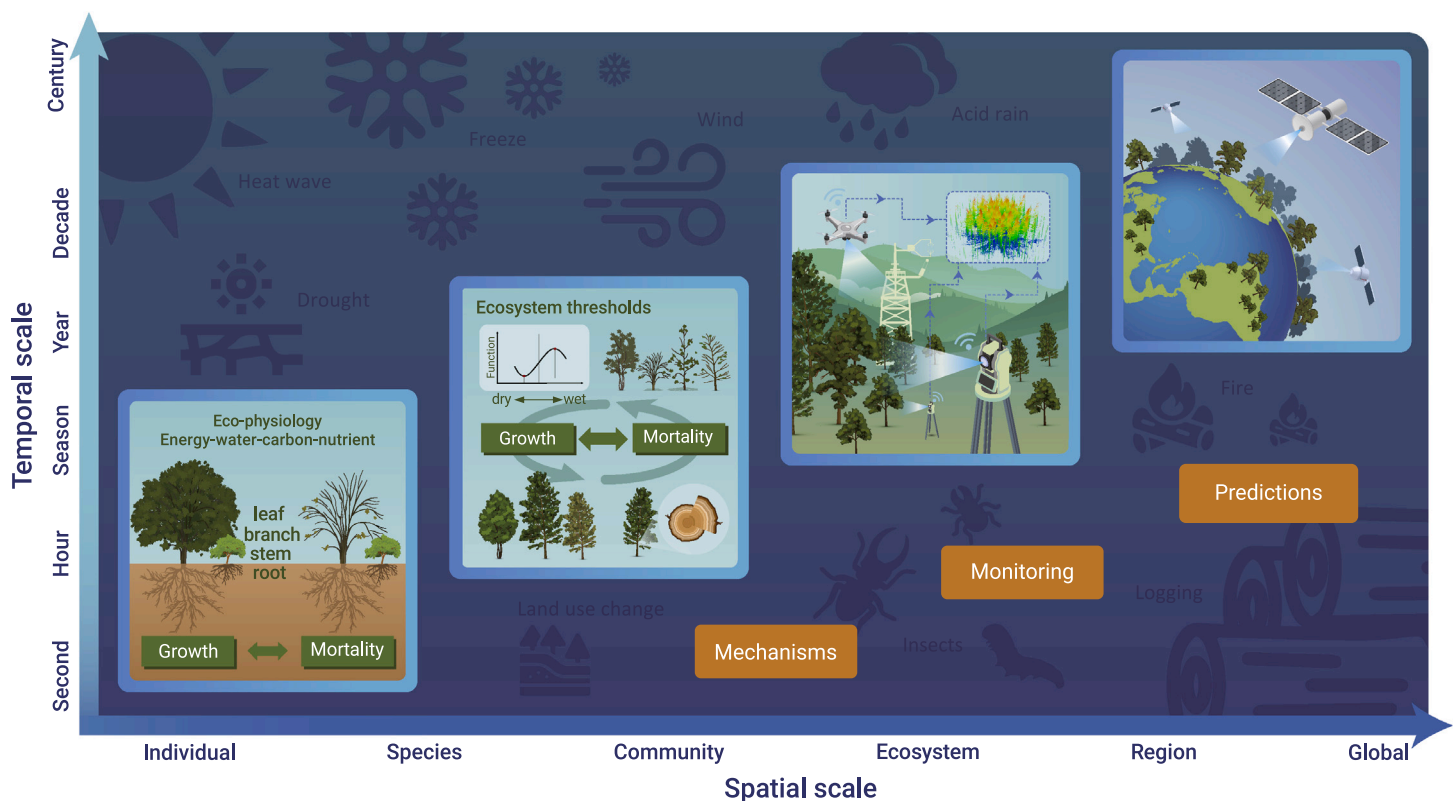 Temporal scale
Century
Decade
Year
Season
Hour
Second
Heat wave
Freeze
Wind
Acid rain
Drought
Fire
Land use change
Insects
Logging
Eco-physiology
Energy-water-carbon-nutrient
leaf
branch
stem
root
Growth
Mortality
Ecosystem thresholds
Function
dry
wet
Growth
Mortality
Mechanisms
Monitoring
Predictions
Individual
Species
Community
Ecosystem
Region
Global
Spatial scale